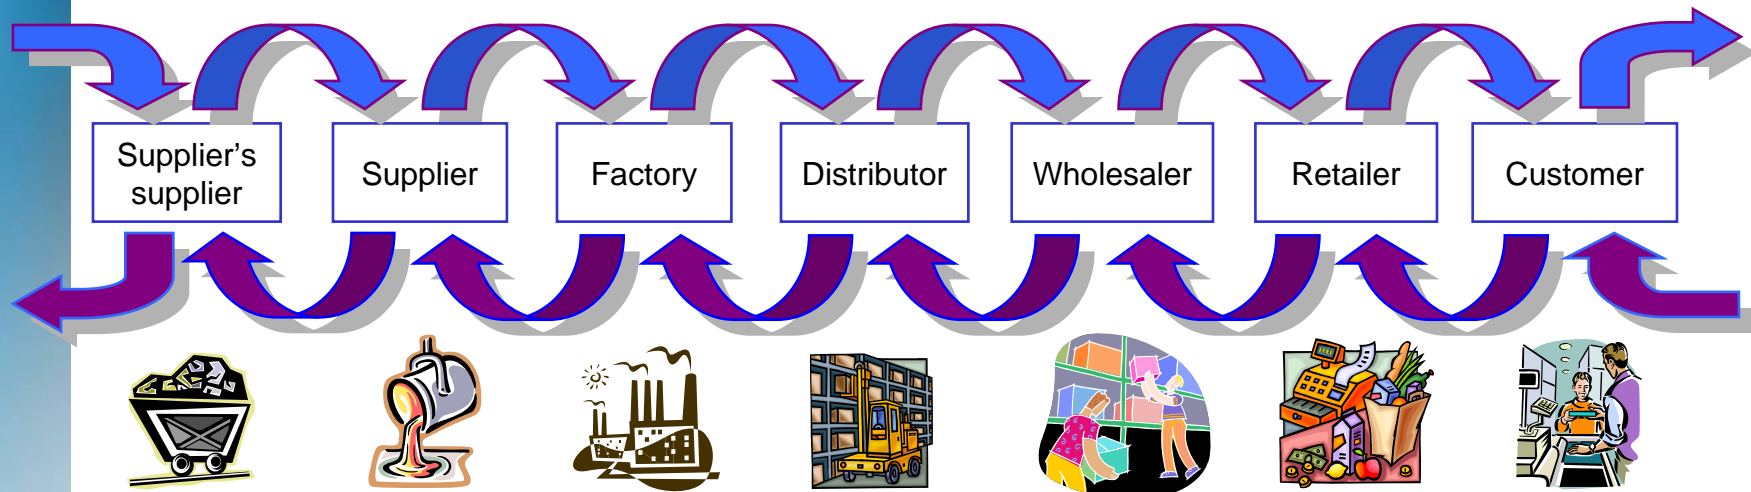 Supplier’s
supplier
Supplier
Factory
Distributor
Wholesaler
Retailer
Customer